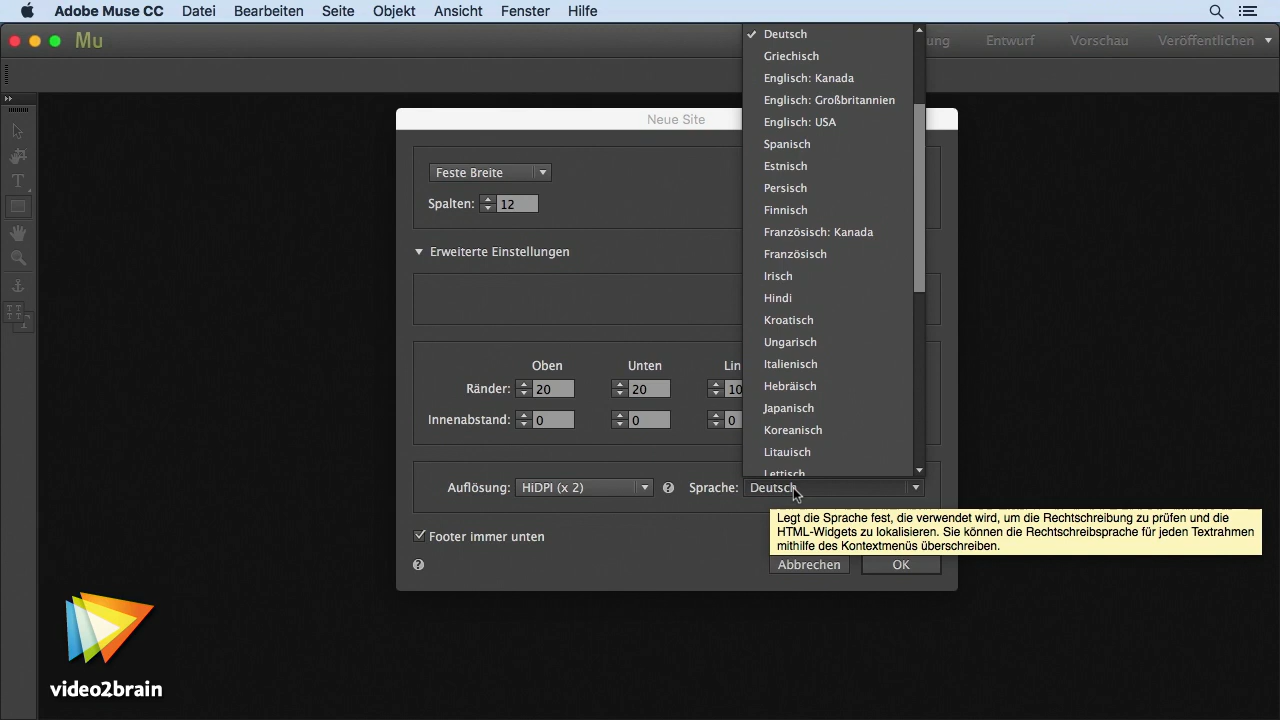 Adobe Muse CC Datei Bearbeiten Seite Objekt Ansicht Fenster Hilfe
Mu
Entwurf Vorschau Veröffentlichen
Neue Site
Feste Breite
Spalten: 12
Erweiterte Einstellungen
Oben Unten Lin
Ränder: 20 20 10
Innenabstand: 0 0 0
Auflösung: HiDPI (x 2) Sprache: Deutsch
Footer immer unten
Abbrechen OK
Deutsch
Griechisch
Englisch: Kanada
Englisch: Großbritannien
Englisch: USA
Spanisch
Estnisch
Persisch
Finnisch
Französisch: Kanada
Französisch
Irisch
Hindi
Kroatisch
Ungarisch
Italienisch
Hebräisch
Japanisch
Koreanisch
Litauisch
Lettisch
Legt die Sprache fest, die verwendet wird, um die Rechtschreibung zu prüfen und die
HTML-Widgets zu lokalisieren. Sie können die Rechtschreibsprache für jeden Textrahmen
mithilfe des Kontextmenüs überschreiben.
video2brain